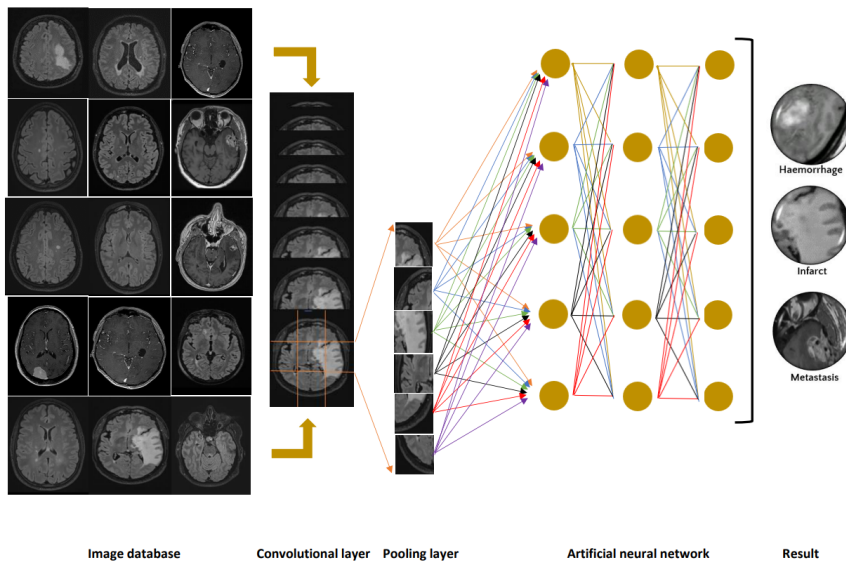 Haemorrhage
Infarct
Metastasis
Image database
Convolutional layer
Pooling layer
Artificial neural network
Result